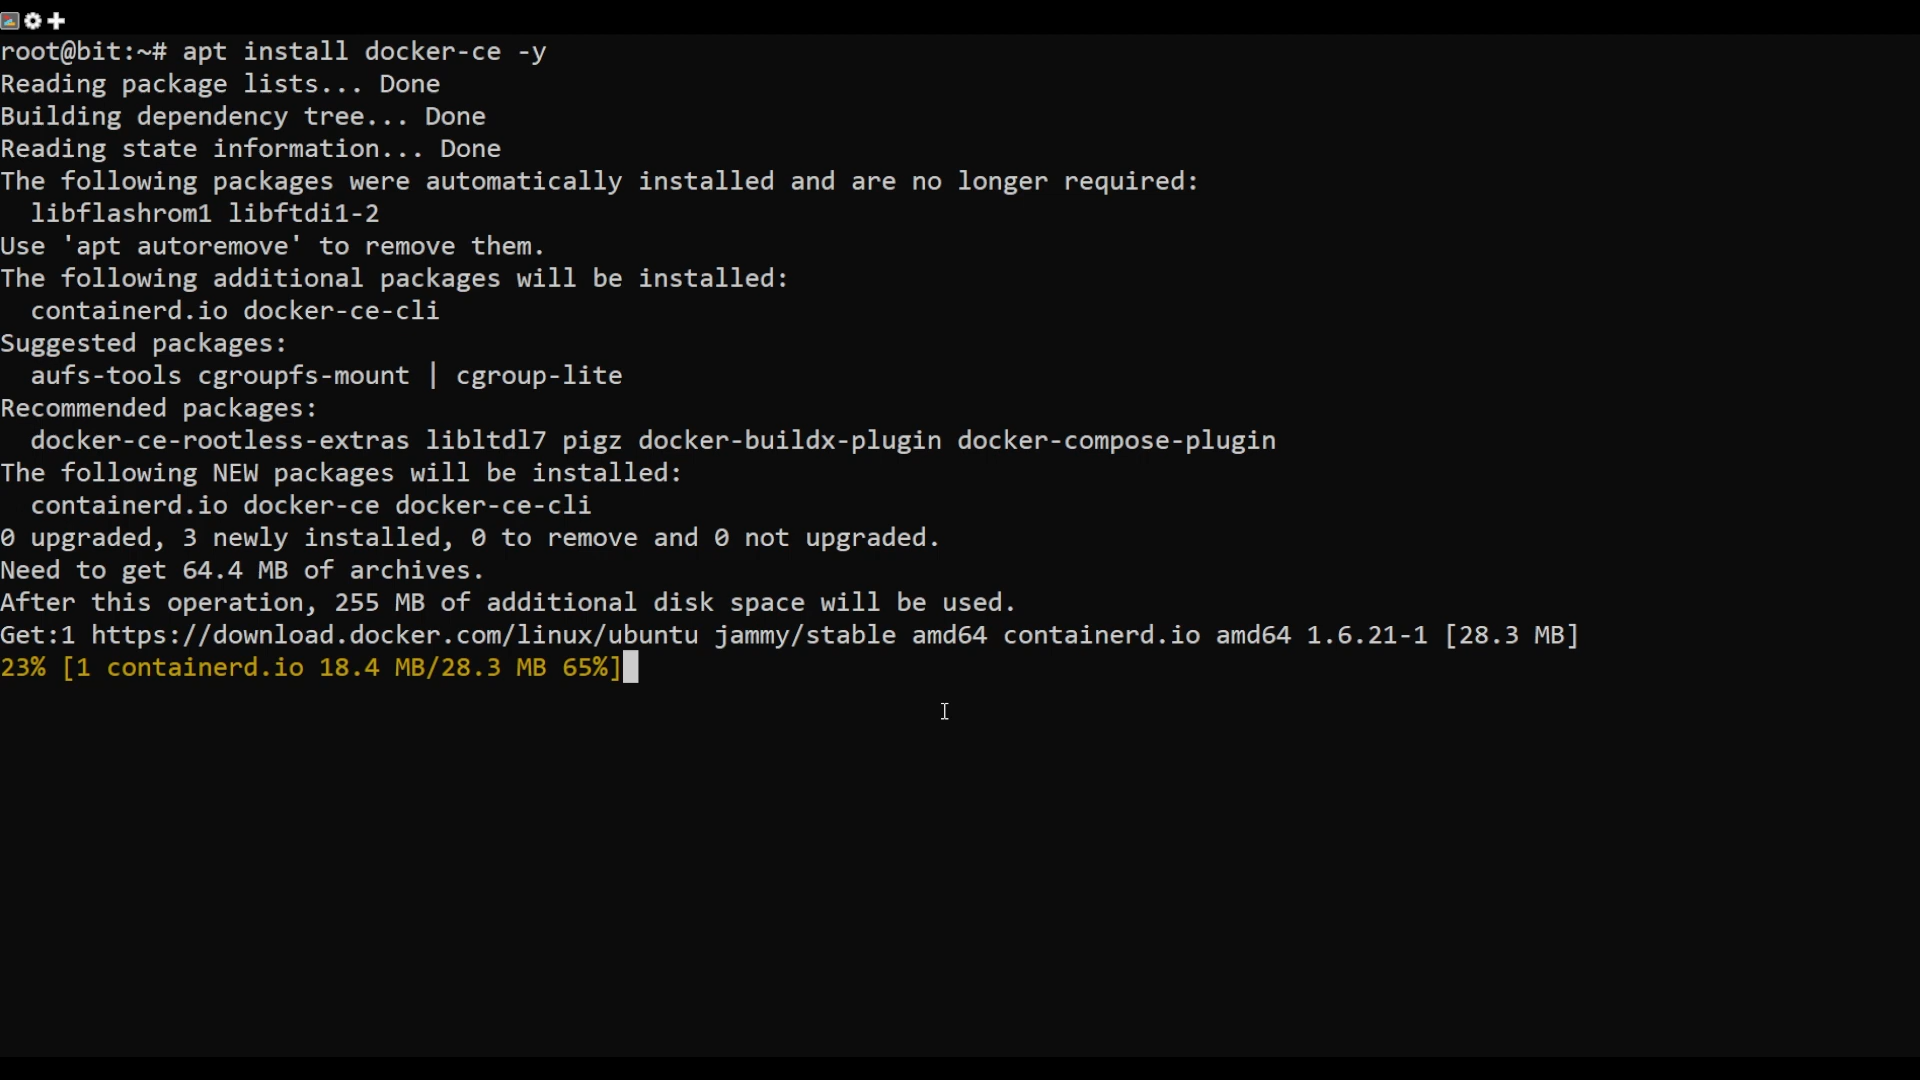 root@bit:~# apt install docker-ce -y
Reading package lists... Done
Building dependency tree... Done
Reading state information... Done
The following packages were automatically installed and are no longer required:
  libflashrom1 libftdi1-2
Use 'apt autoremove' to remove them.
The following additional packages will be installed:
  containerd.io docker-ce-cli
Suggested packages:
  aufs-tools cgroupfs-mount | cgroup-lite
Recommended packages:
  docker-ce-rootless-extras libltdl7 pigz docker-buildx-plugin docker-compose-plugin
The following NEW packages will be installed:
  containerd.io docker-ce docker-ce-cli
0 upgraded, 3 newly installed, 0 to remove and 0 not upgraded.
Need to get 64.4 MB of archives.
After this operation, 255 MB of additional disk space will be used.
Get:1 https://download.docker.com/linux/ubuntu jammy/stable amd64 containerd.io amd64 1.6.21-1 [28.3 MB]
23% [1 containerd.io 18.4 MB/28.3 MB 65%]